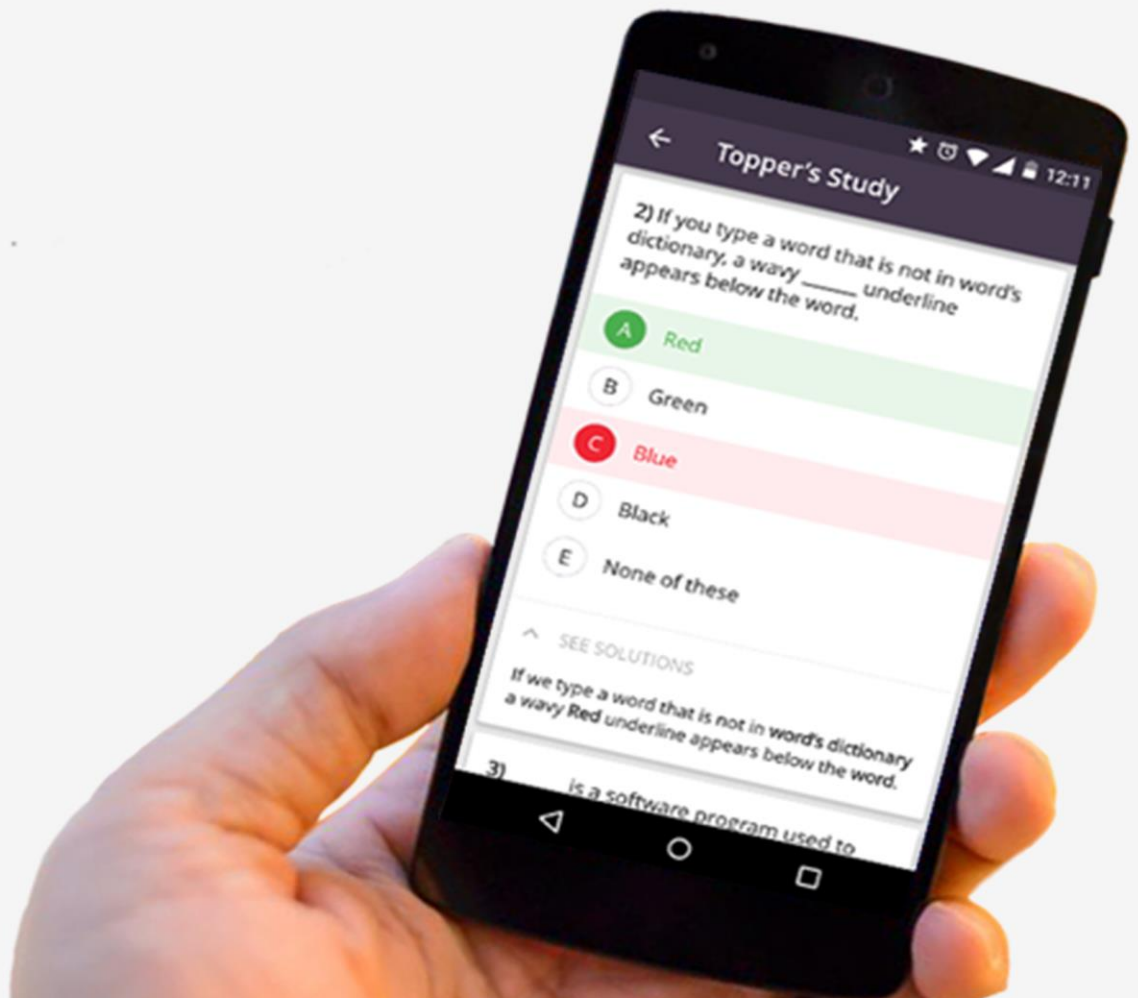 12:11
Topper's Study
2) If you type a word that is not in word's
dictionary, a wavy ______ underline
appears below the word.
A Red
B Green
C Blue
D Black
E None of these
SEE SOLUTIONS
If we type a word that is not in word's dictionary
a wavy Red underline appears below the word.
3)
is a software program used to